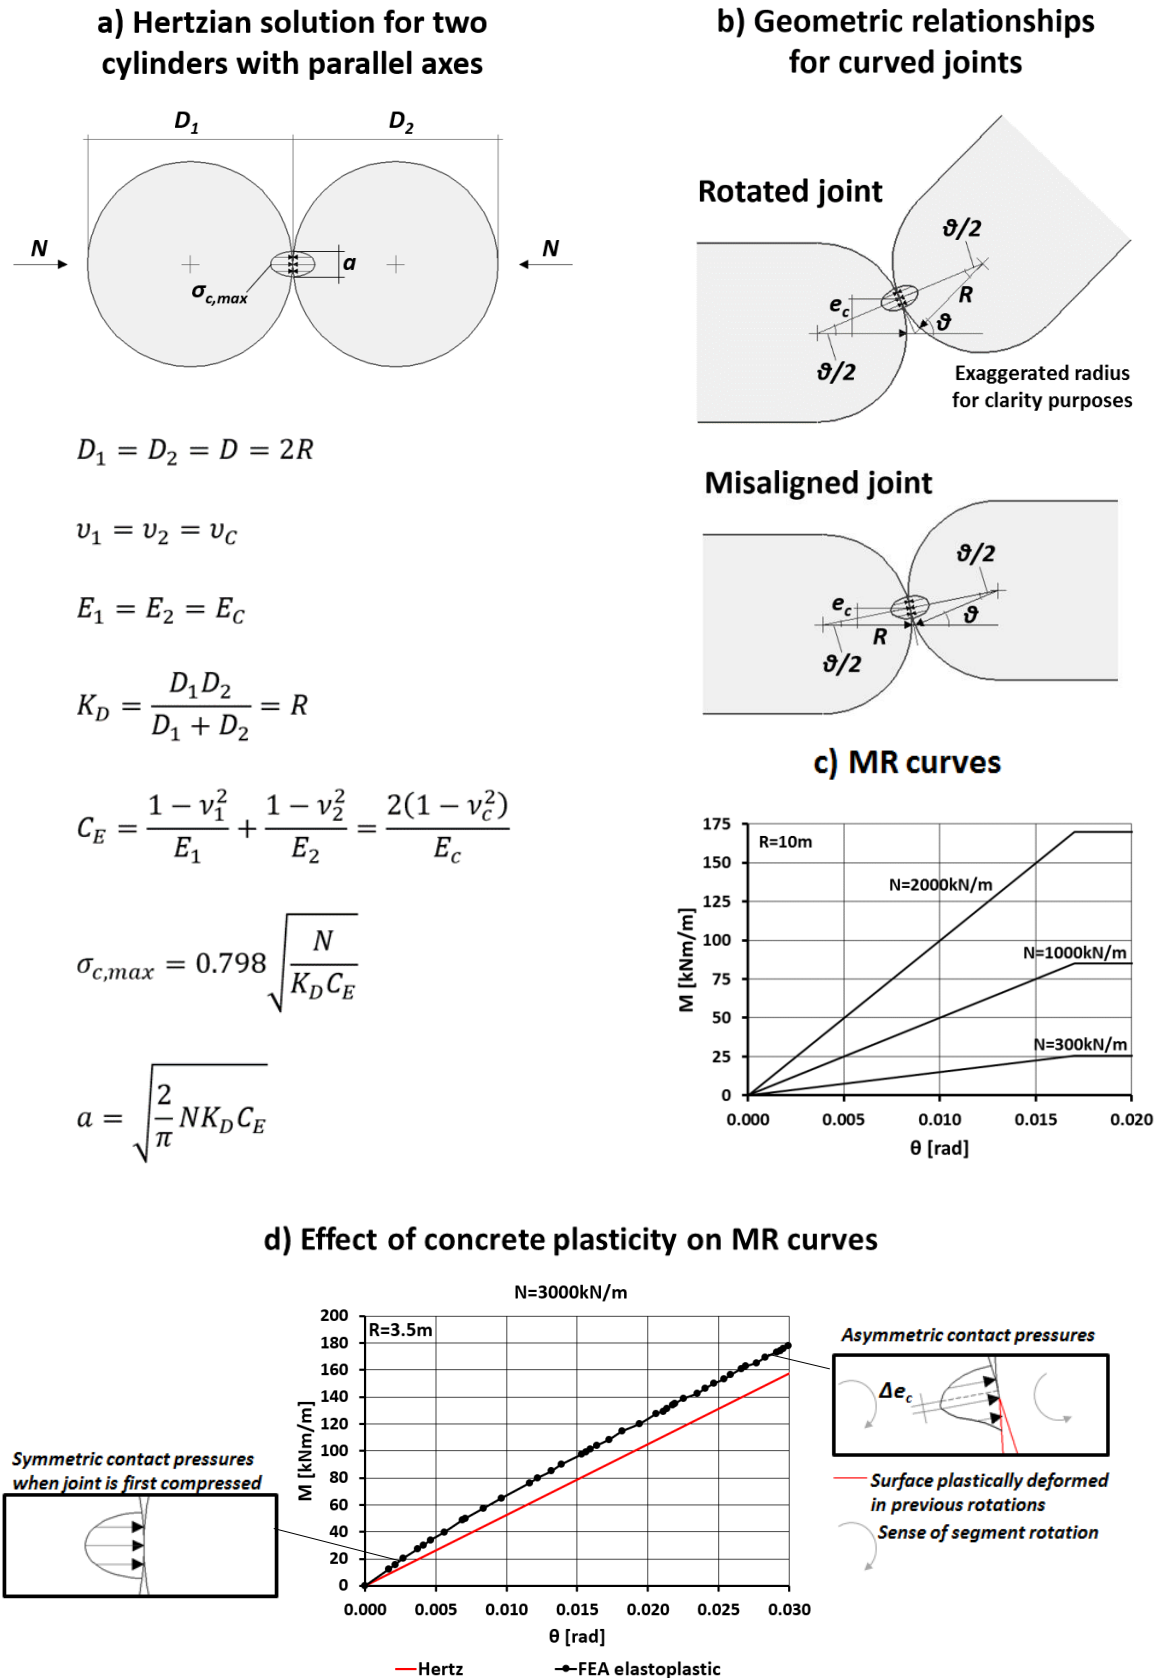 a) Hertzian solution for two
cylinders with parallel axes
D1
D2
N
N
a
σc,max
D1 = D2 = D = 2R
υ1 = υ2 = υC
E1 = E2 = EC
KD = D1D2 / (D1 + D2) = R
CE = (1 − ν1²) / E1 + (1 − ν2²) / E2 = 2(1 − νc²) / Ec
σc,max = 0.798 √(N / (KDCE))
a = √((2/π) NKDCE)
b) Geometric relationships
for curved joints
Rotated joint
ϑ/2
ec
R
ϑ
ϑ/2
Exaggerated radius
for clarity purposes
Misaligned joint
ϑ/2
ec
R
ϑ
ϑ/2
c) MR curves
175
150
125
100
75
50
25
0
M [kNm/m]
R=10m
N=2000kN/m
N=1000kN/m
N=300kN/m
0.000 0.005 0.010 0.015 0.020
θ [rad]
d) Effect of concrete plasticity on MR curves
N=3000kN/m
200
180
160
140
120
100
80
60
40
20
0
M [kNm/m]
R=3.5m
0.000 0.005 0.010 0.015 0.020 0.025 0.030
θ [rad]
Hertz
FEA elastoplastic
Symmetric contact pressures
when joint is first compressed
Asymmetric contact pressures
Δec
Surface plastically deformed
in previous rotations
Sense of segment rotation